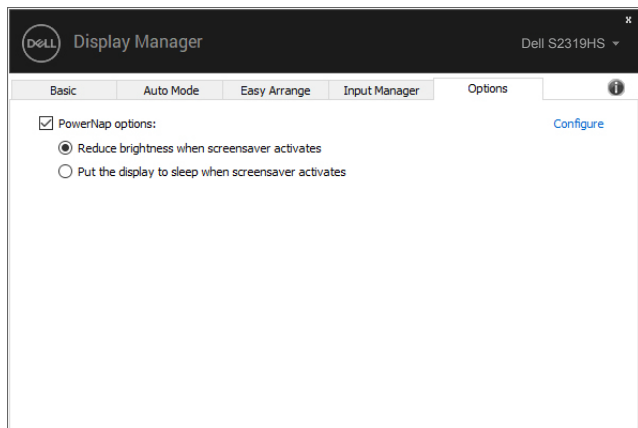 x
DELL Display Manager Dell S2319HS
Basic Auto Mode Easy Arrange Input Manager Options i
PowerNap options: Configure
Reduce brightness when screensaver activates
Put the display to sleep when screensaver activates